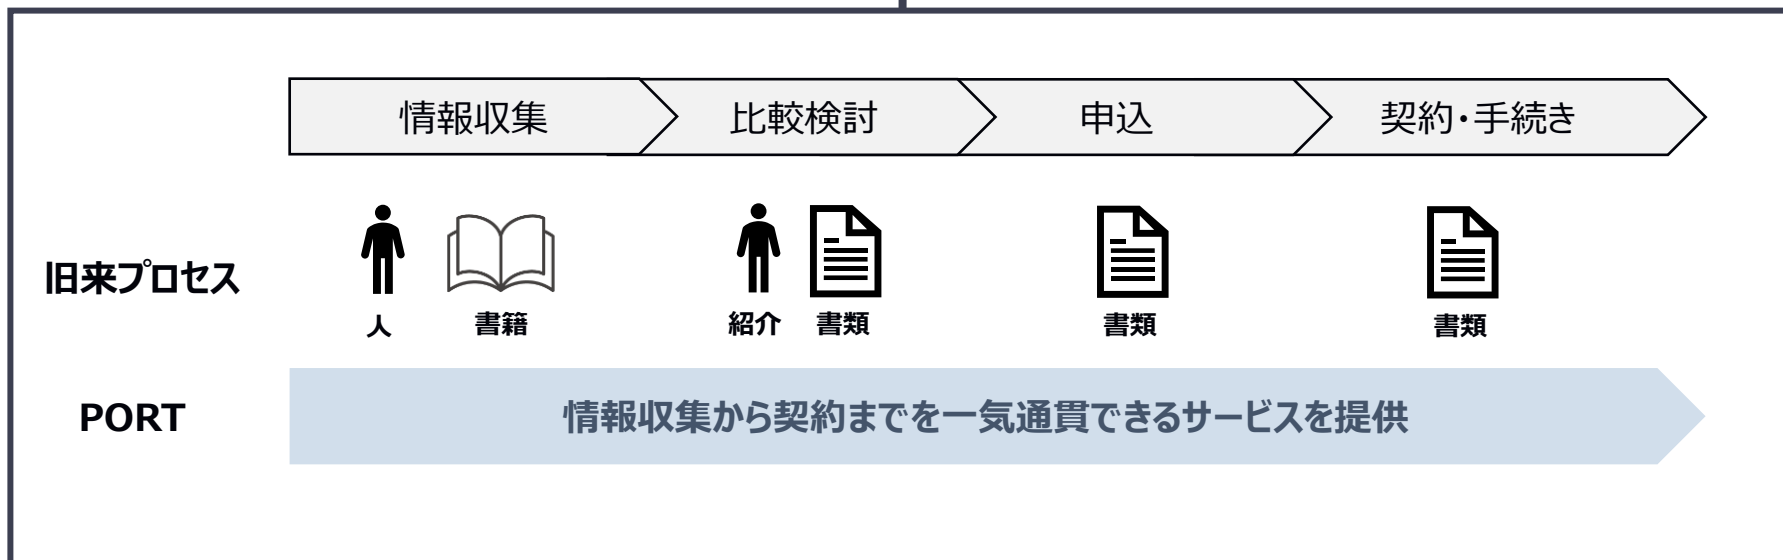 情報収集
比較検討
申込
契約・手続き
旧来プロセス
人
書籍
紹介
書類
書類
書類
PORT
情報収集から契約までを一気通貫できるサービスを提供